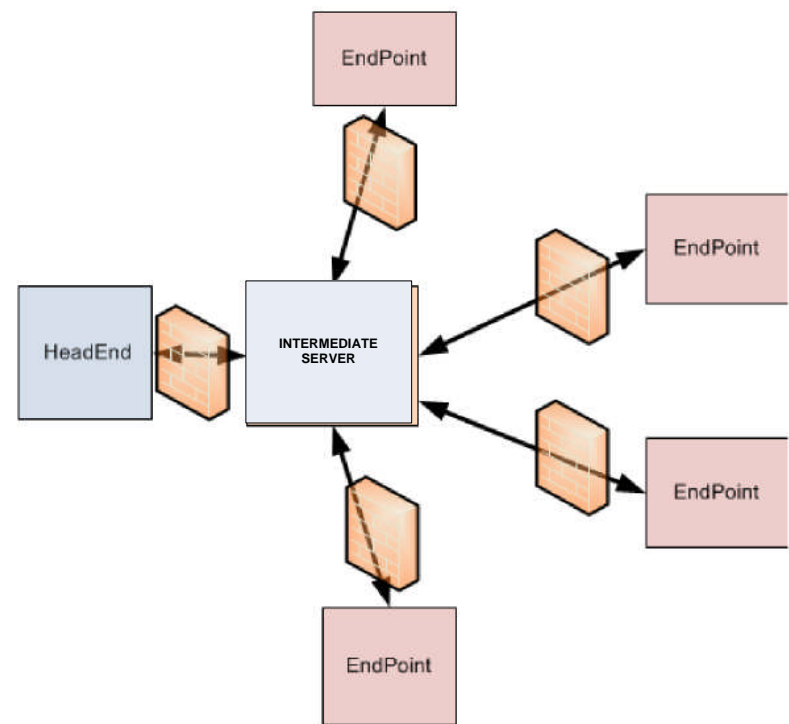 EndPoint
EndPoint
HeadEnd
INTERMEDIATE
SERVER
EndPoint
EndPoint